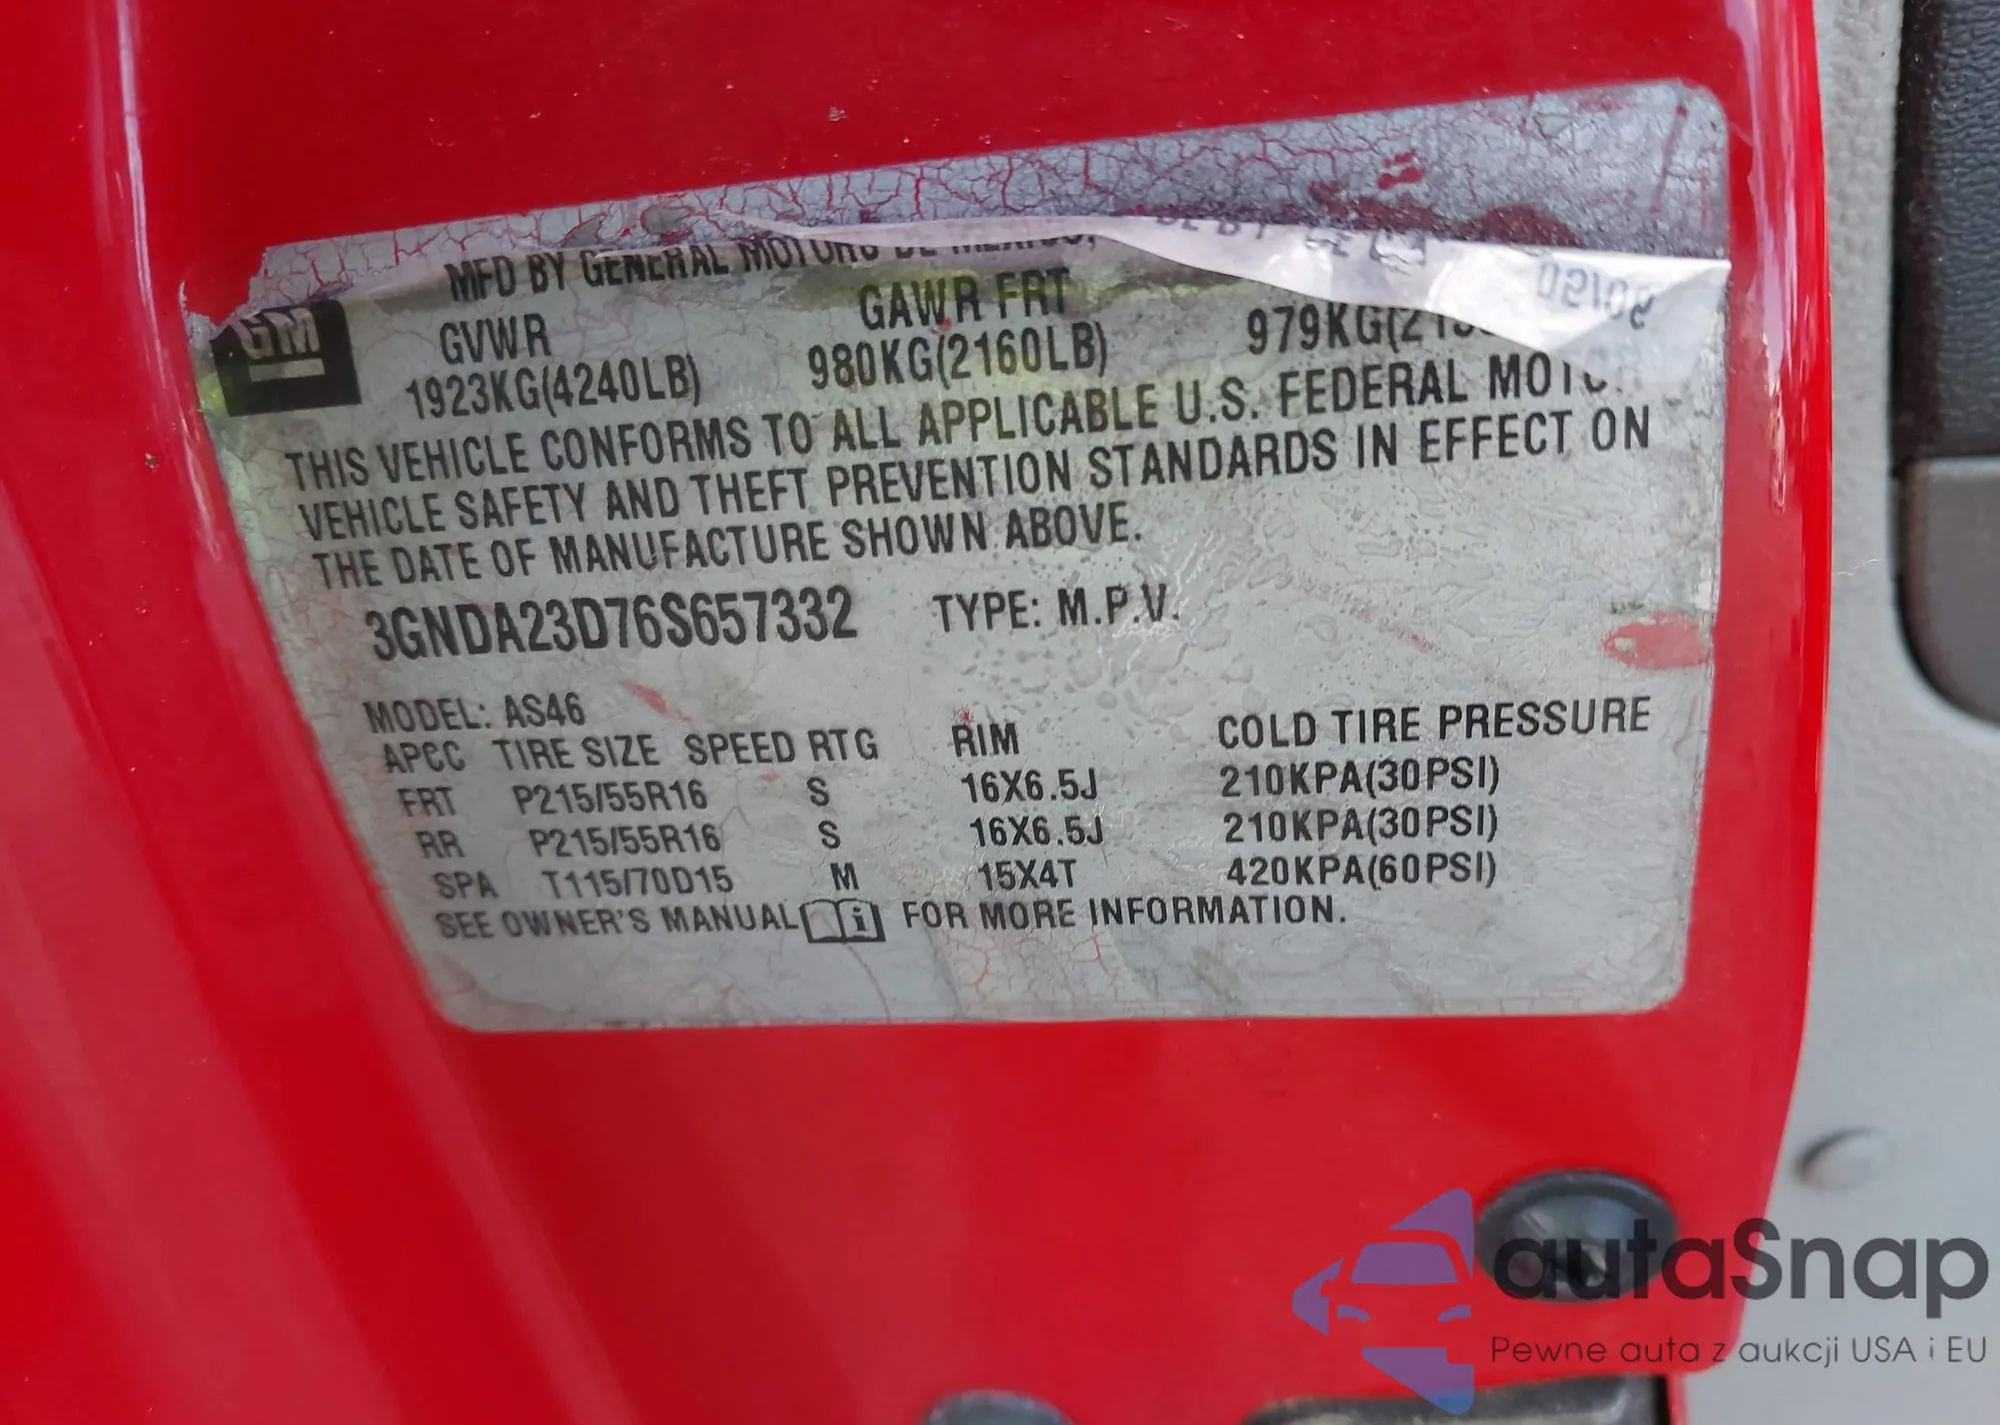 GM
MFD BY GENERAL MOTORS DE MEXICO,
GVWR GAWR FRT
1923KG(4240LB) 980KG(2160LB) 979KG(2
THIS VEHICLE CONFORMS TO ALL APPLICABLE U.S. FEDERAL MOTOR
VEHICLE SAFETY AND THEFT PREVENTION STANDARDS IN EFFECT ON
THE DATE OF MANUFACTURE SHOWN ABOVE.
3GNDA23D76S657332 TYPE: M.P.V.
MODEL: AS46
APCC TIRE SIZE SPEED RTG RIM COLD TIRE PRESSURE
FRT P215/55R16 S 16X6.5J 210KPA(30PSI)
RR P215/55R16 S 16X6.5J 210KPA(30PSI)
SPA T115/70D15 M 15X4T 420KPA(60PSI)
SEE OWNER'S MANUAL i FOR MORE INFORMATION.
autaSnap
Pewne auta z aukcji USA i EU